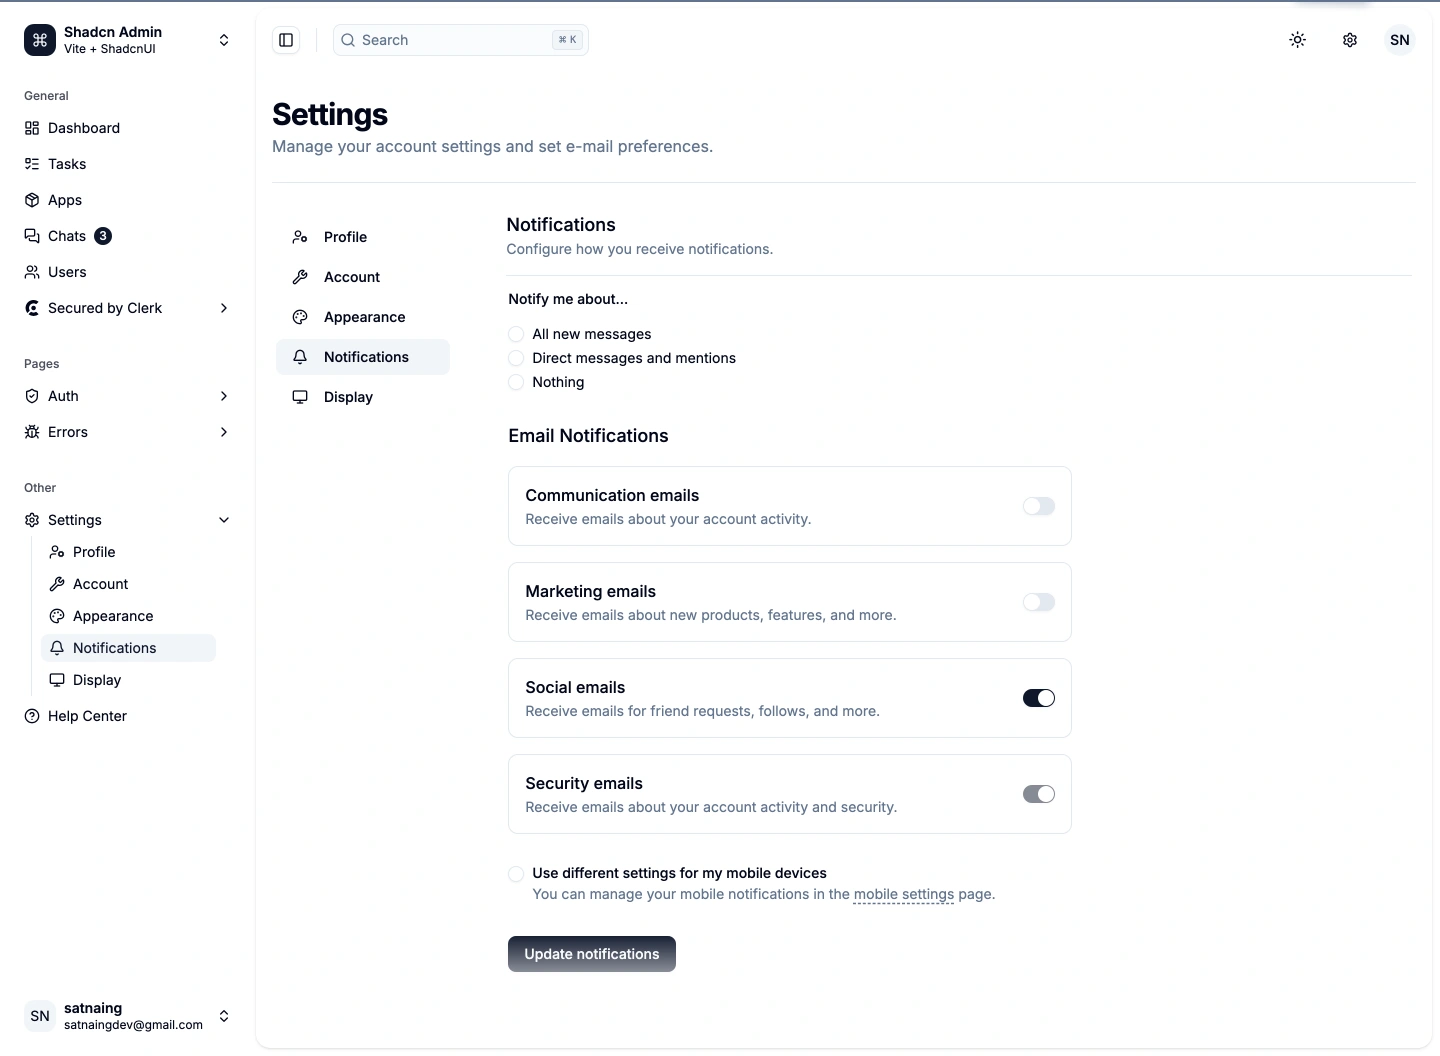 Shadcn Admin
Vite + ShadcnUI
General
Dashboard
Tasks
Apps
Chats 3
Users
Secured by Clerk
Pages
Auth
Errors
Other
Settings
Profile
Account
Appearance
Notifications
Display
Help Center
SN
satnaing
satnaingdev@gmail.com
Search ⌘ K
SN
Settings
Manage your account settings and set e-mail preferences.
Profile
Account
Appearance
Notifications
Display
Notifications
Configure how you receive notifications.
Notify me about...
All new messages
Direct messages and mentions
Nothing
Email Notifications
Communication emails
Receive emails about your account activity.
Marketing emails
Receive emails about new products, features, and more.
Social emails
Receive emails for friend requests, follows, and more.
Security emails
Receive emails about your account activity and security.
Use different settings for my mobile devices
You can manage your mobile notifications in the mobile settings page.
Update notifications